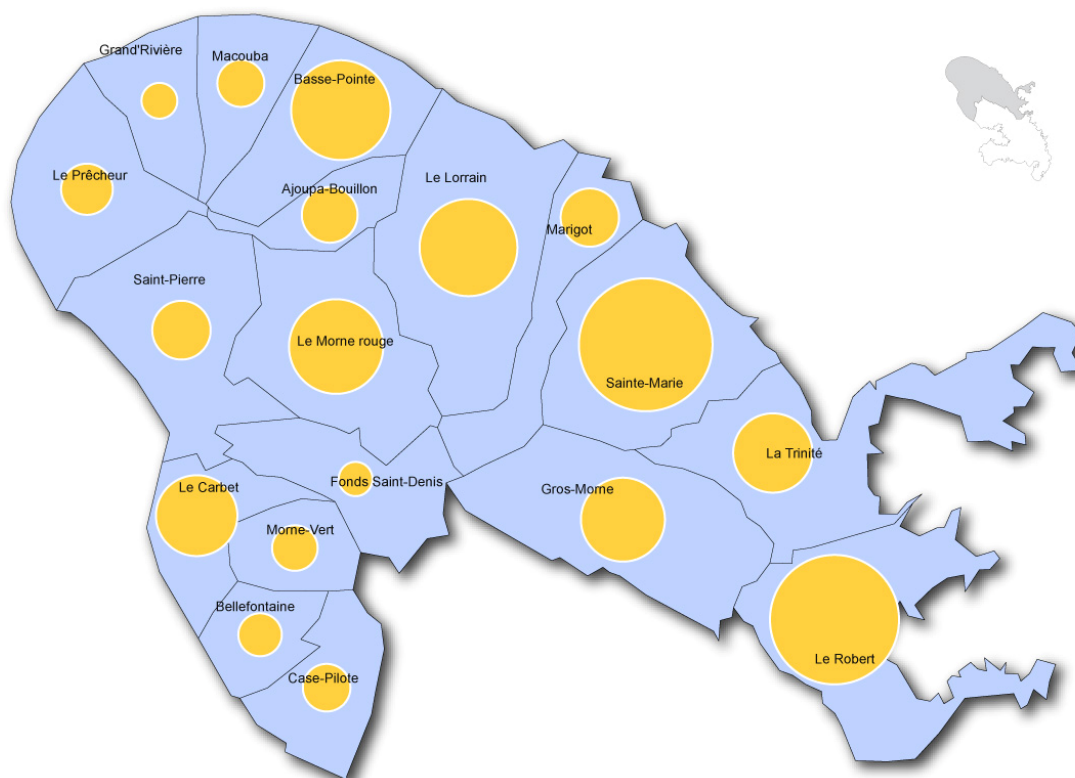 Grand'Rivière
Macouba
Basse-Pointe
Le Prêcheur
Ajoupa-Bouillon
Le Lorrain
Marigot
Saint-Pierre
Le Morne rouge
Sainte-Marie
La Trinité
Fonds Saint-Denis
Le Carbet
Gros-Morne
Morne-Vert
Bellefontaine
Le Robert
Case-Pilote